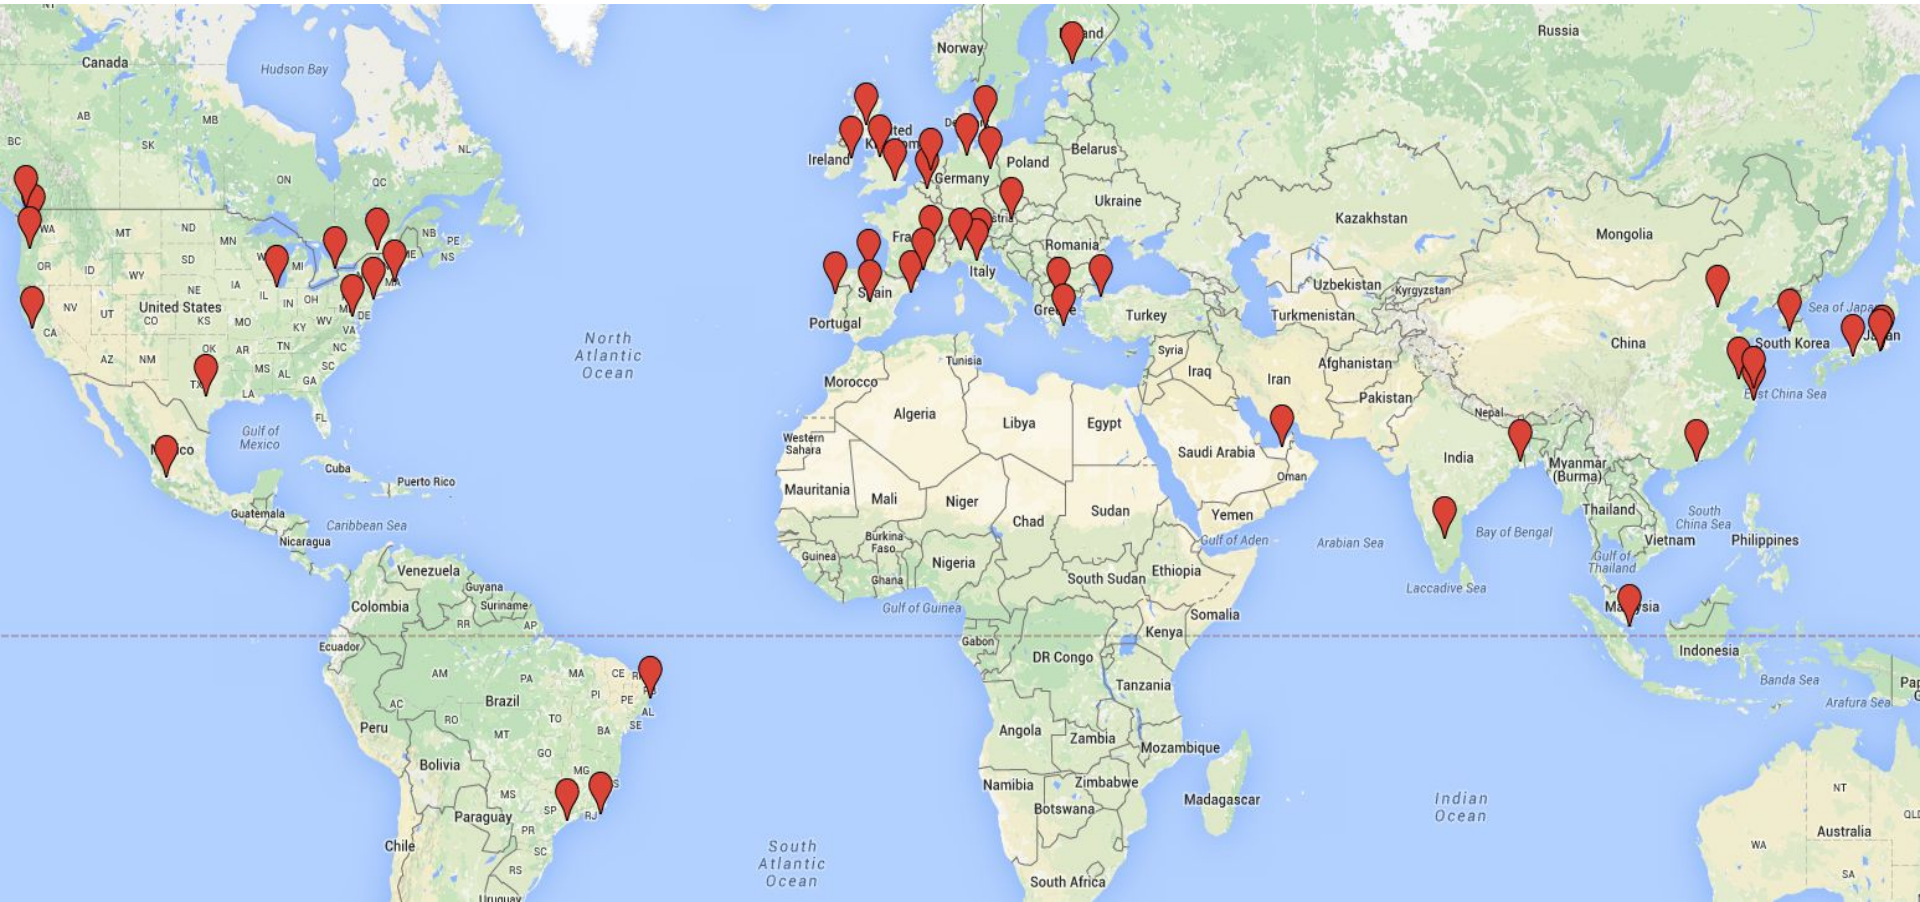 NT
Canada
Hudson Bay
AB
MB
BC
SK
NL
ON
QC
WA
MT
ND
MN
NB
PE
NS
ME
OR
ID
WY
SD
MI
NE
IA
IL
IN
OH
MA
NV
UT
United States
CO
KS
MO
KY
WV
VA
DE
CA
AZ
NM
OK
AR
TN
NC
MS
AL
SC
GA
LA
FL
Gulf of
Mexico
Cuba
Puerto Rico
Guatemala
Caribbean Sea
Nicaragua
Venezuela
Guyana
Suriname
Colombia
RR
AP
Ecuador
AM
PA
MA
CE
PI
PE
AL
SE
AC
Brazil
Peru
RO
TO
BA
MT
GO
Bolivia
MG
MS
SP
RJ
Paraguay
PR
Chile
SC
RS
Uruguay
North
Atlantic
Ocean
South
Atlantic
Ocean
Norway
Russia
Ireland
Belarus
Poland
Germany
Ukraine
Kazakhstan
Mongolia
Romania
Italy
Portugal
Turkey
Uzbekistan
Kyrgyzstan
Turkmenistan
China
South Korea
East China Sea
Syria
Iraq
Iran
Afghanistan
Pakistan
Nepal
India
Myanmar
(Burma)
Thailand
Vietnam
South
China Sea
Philippines
Bay of Bengal
Gulf of
Thailand
Laccadive Sea
Arabian Sea
Tunisia
Morocco
Algeria
Libya
Egypt
Western
Sahara
Saudi Arabia
Oman
Yemen
Gulf of Aden
Mauritania
Mali
Niger
Chad
Sudan
Burkina
Faso
Guinea
Nigeria
Ghana
South Sudan
Ethiopia
Gulf of Guinea
Somalia
Gabon
Kenya
DR Congo
Tanzania
Angola
Zambia
Mozambique
Namibia
Zimbabwe
Botswana
Madagascar
South Africa
Indian
Ocean
Indonesia
Banda Sea
Arafura Sea
NT
Australia
WA
SA